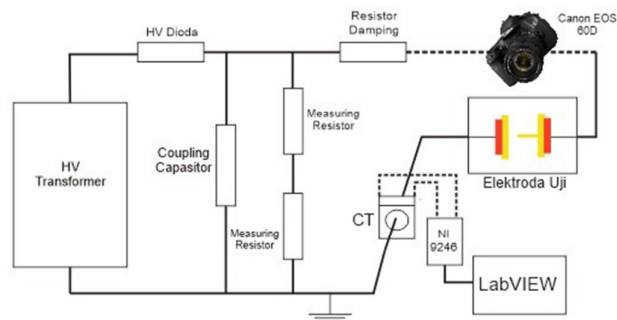 HV Dioda
Resistor
Damping
Canon EOS
60D
HV
Transformer
Coupling
Capasitor
Measuring
Resistor
Measuring
Resistor
Elektroda Uji
CT
NI
9246
LabVIEW